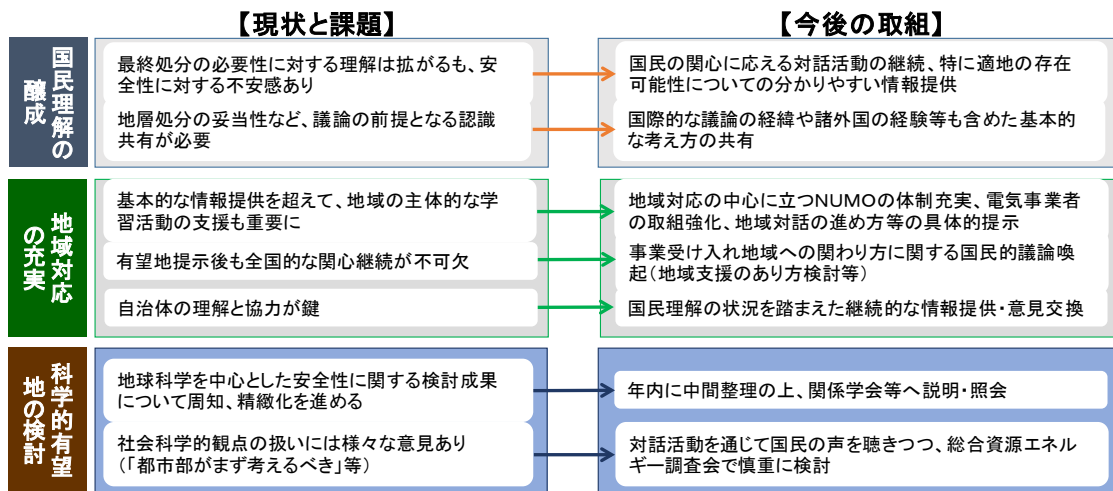 【現状と課題】
【今後の取組】
国民理解の
醸成
最終処分の必要性に対する理解は拡がるも、安
全性に対する不安感あり
国民の関心に応える対話活動の継続、特に適地の存在
可能性についての分かりやすい情報提供
地層処分の妥当性など、議論の前提となる認識
共有が必要
国際的な議論の経緯や諸外国の経験等も含めた基本的
な考え方の共有
地域対応
の充実
基本的な情報提供を超えて、地域の主体的な学
習活動の支援も重要に
地域対応の中心に立つNUMOの体制充実、電気事業者
の取組強化、地域対話の進め方等の具体的提示
有望地提示後も全国的な関心継続が不可欠
事業受け入れ地域への関わり方に関する国民的議論喚
起（地域支援のあり方検討等）
自治体の理解と協力が鍵
国民理解の状況を踏まえた継続的な情報提供・意見交換
科学的有望
地の検討
地球科学を中心とした安全性に関する検討成果
について周知、精緻化を進める
年内に中間整理の上、関係学会等へ説明・照会
社会科学的観点の扱いには様々な意見あり
（「都市部がまず考えるべき」等）
対話活動を通じて国民の声を聴きつつ、総合資源エネル
ギー調査会で慎重に検討